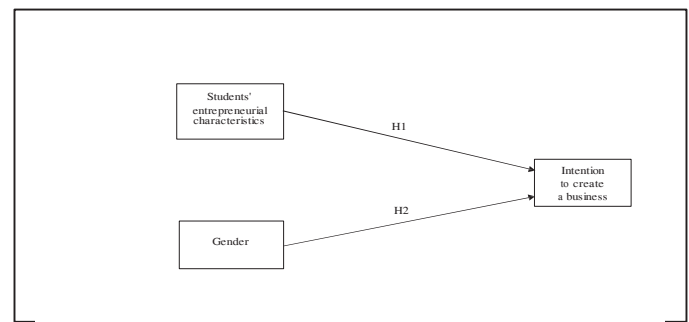 Students'
entrepreneurial
characteristics
H1
Intention
to create
a business
H2
Gender